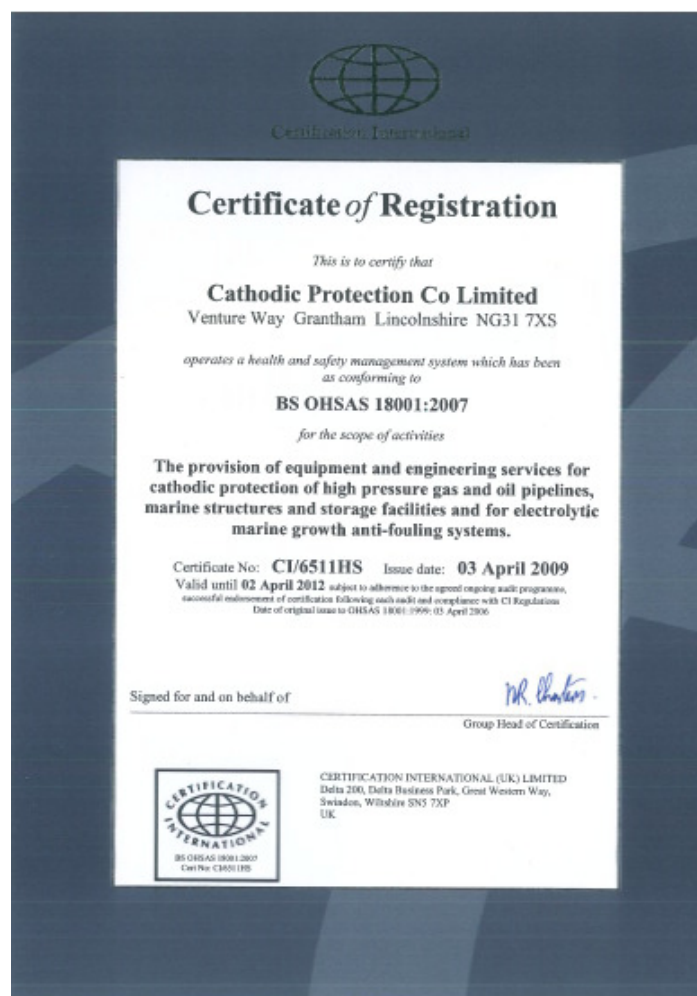 Certification International
Certificate of Registration
This is to certify that
Cathodic Protection Co Limited
Venture Way Grantham Lincolnshire NG31 7XS
operates a health and safety management system which has been
as conforming to
BS OHSAS 18001:2007
for the scope of activities
The provision of equipment and engineering services for
cathodic protection of high pressure gas and oil pipelines,
marine structures and storage facilities and for electrolytic
marine growth anti-fouling systems.
Certificate No: CI/6511HS Issue date: 03 April 2009
Valid until 02 April 2012 subject to adherence to the agreed ongoing audit programme,
successful endorsement of certification following each audit and compliance with CI Regulations
Date of original issue to OHSAS 18001:1999: 03 April 2006
Signed for and on behalf of
Group Head of Certification
CERTIFICATION INTERNATIONAL
BS OHSAS 18001:2007
Cert No: CI/6511HS
CERTIFICATION INTERNATIONAL (UK) LIMITED
Delta 200, Delta Business Park, Great Western Way,
Swindon, Wiltshire SN5 7XP
UK